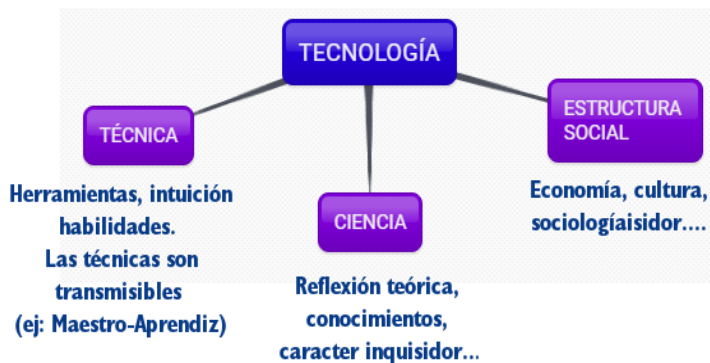 TECNOLOGÍA
TÉCNICA
Herramientas, intuición
habilidades.
Las técnicas son
transmisibles
(ej: Maestro-Aprendiz)
CIENCIA
Reflexión teórica,
conocimientos,
caracter inquisidor...
ESTRUCTURA
SOCIAL
Economía, cultura,
sociologíaisidor....